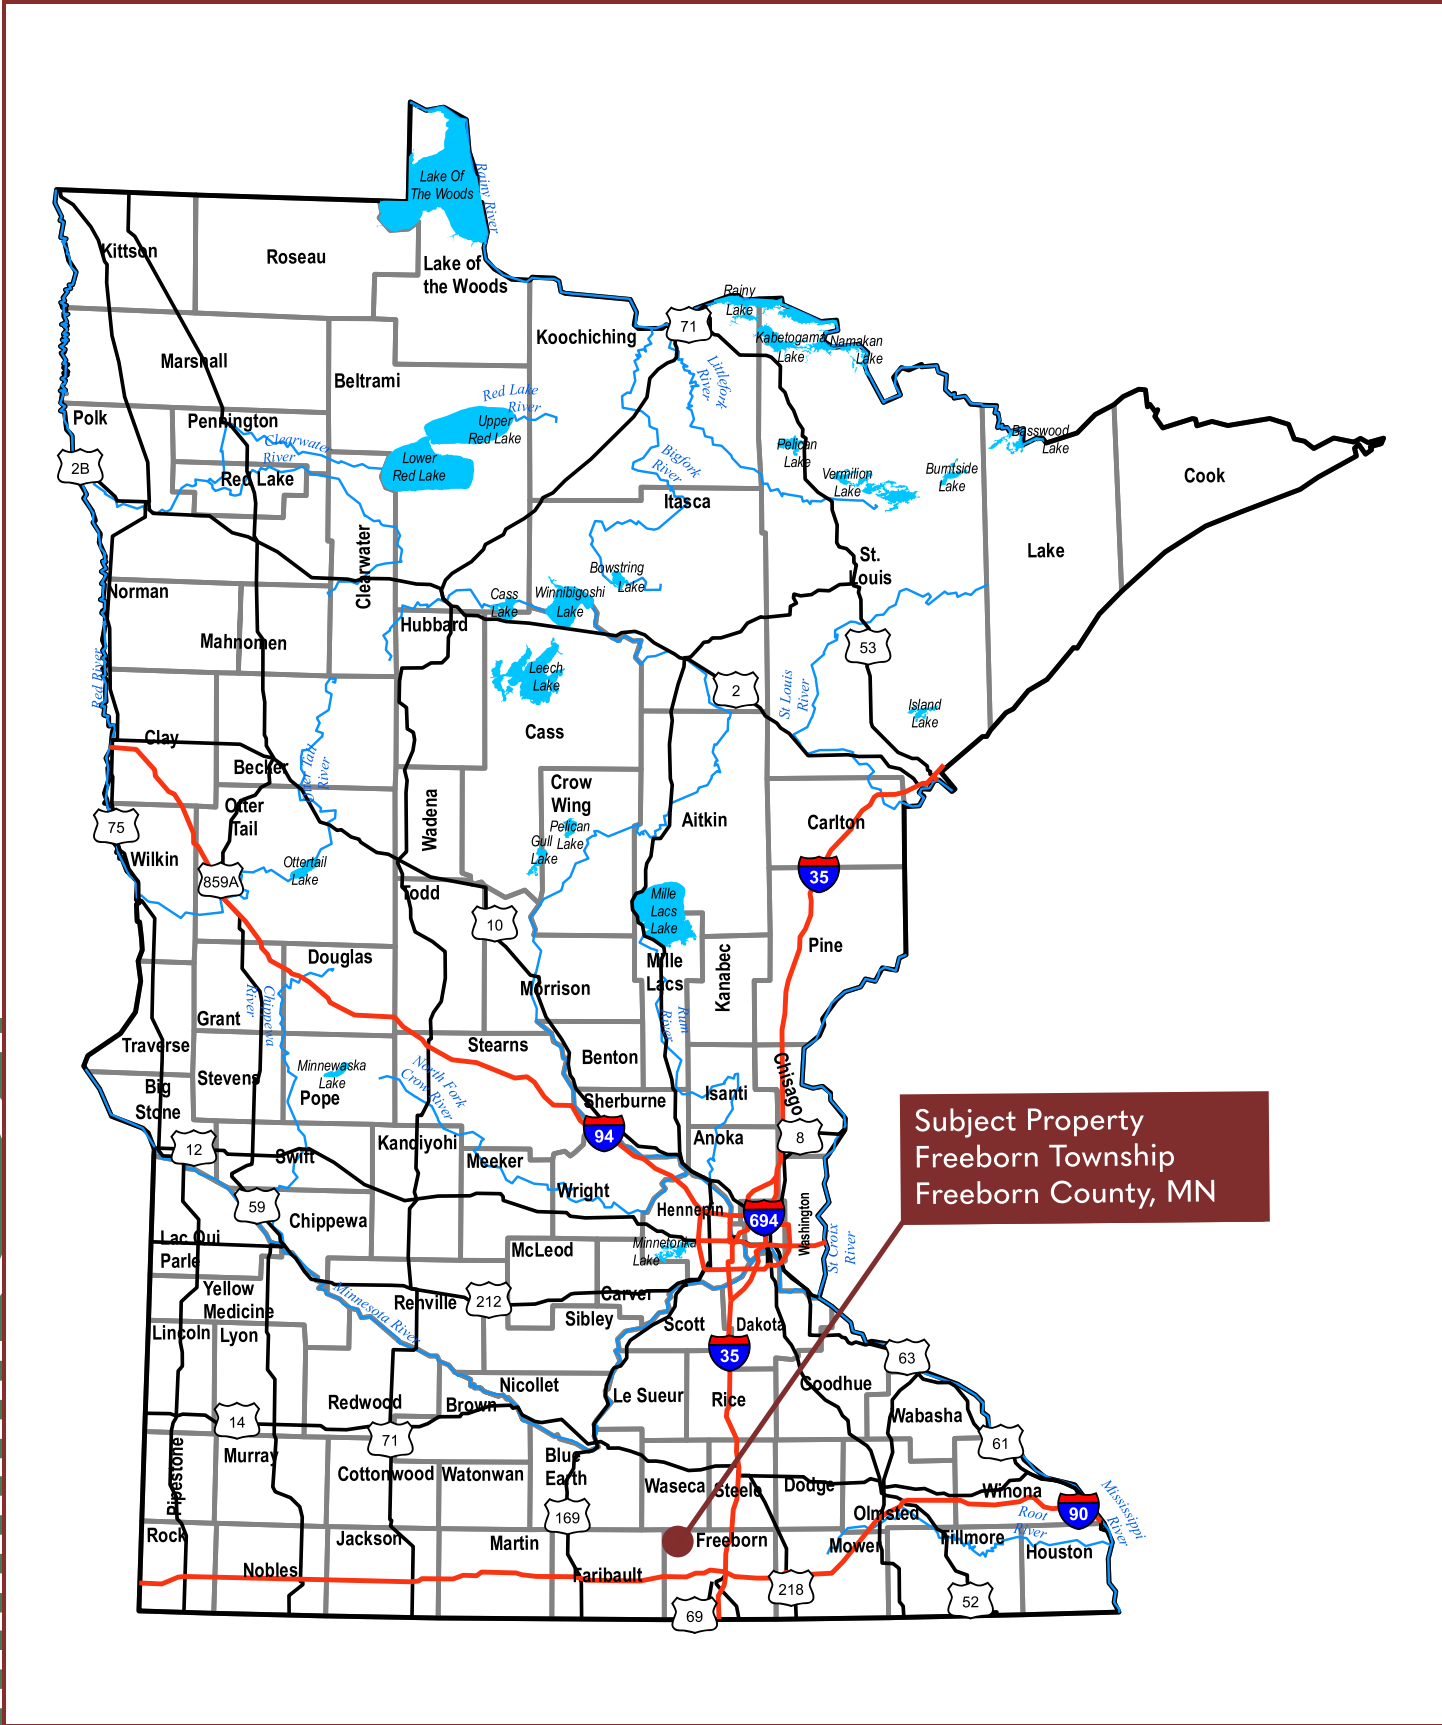 Lake Of
The Woods
Rainy River
Kittson
Roseau
Lake of
the Woods
Rainy
Lake
71
Koochiching
Kabetogama
Lake
Namakan
Lake
Marshall
Beltrami
Littlefork
River
Red Lake
River
Polk
Pennington
Upper
Red Lake
Clearwater
River
Basswood
Lake
Pelican
Lake
2B
Lower
Red Lake
Red Lake
Bigfork
River
Vermilion
Lake
Burntside
Lake
Cook
Itasca
Clearwater
St.
Louis
Lake
Bowstring
Lake
Norman
Cass
Lake
Winnibigoshi
Lake
Hubbard
Mahnomen
53
Red River
Leech
Lake
2
St Louis
River
Island
Lake
Cass
Clay
Becker
Otter Tail
River
Crow
Wing
Otter
Tail
Wadena
Pelican
Lake
Aitkin
Carlton
75
Gull
Lake
Wilkin
Ottertail
Lake
859A
35
Todd
Mille
Lacs
Lake
10
Pine
Douglas
Mille
Lacs
Kanabec
Morrison
Chippewa
River
Grant
Rum
River
Traverse
Stearns
Benton
Minnewaska
Lake
North Fork
Crow River
Chisago
Stevens
Big
Stone
Pope
Isanti
Sherburne
Subject Property
Freeborn Township
Freeborn County, MN
94
Anoka
8
12
Kandiyohi
Swift
Meeker
Wright
59
Hennepin
Washington
694
Chippewa
Lac Qui
Parle
McLeod
Minnetonka
Lake
St Croix
River
Yellow
Medicine
Minnesota River
Renville
212
Carver
Sibley
Scott
Dakota
Lincoln
Lyon
35
63
Nicollet
Goodhue
Redwood
Brown
Le Sueur
Rice
Wabasha
14
71
61
Pipestone
Murray
Cottonwood
Watonwan
Blue
Earth
Waseca
Steele
Dodge
Winona
Olmsted
Root
River
90
Mississippi
River
169
Rock
Jackson
Martin
Freeborn
Mower
Fillmore
Houston
Nobles
Faribault
218
52
69